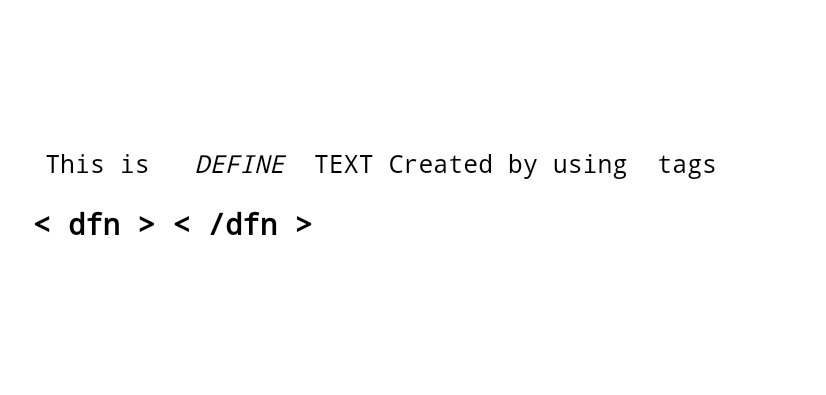 This is DEFINE TEXT Created by using tags
< dfn > < /dfn >